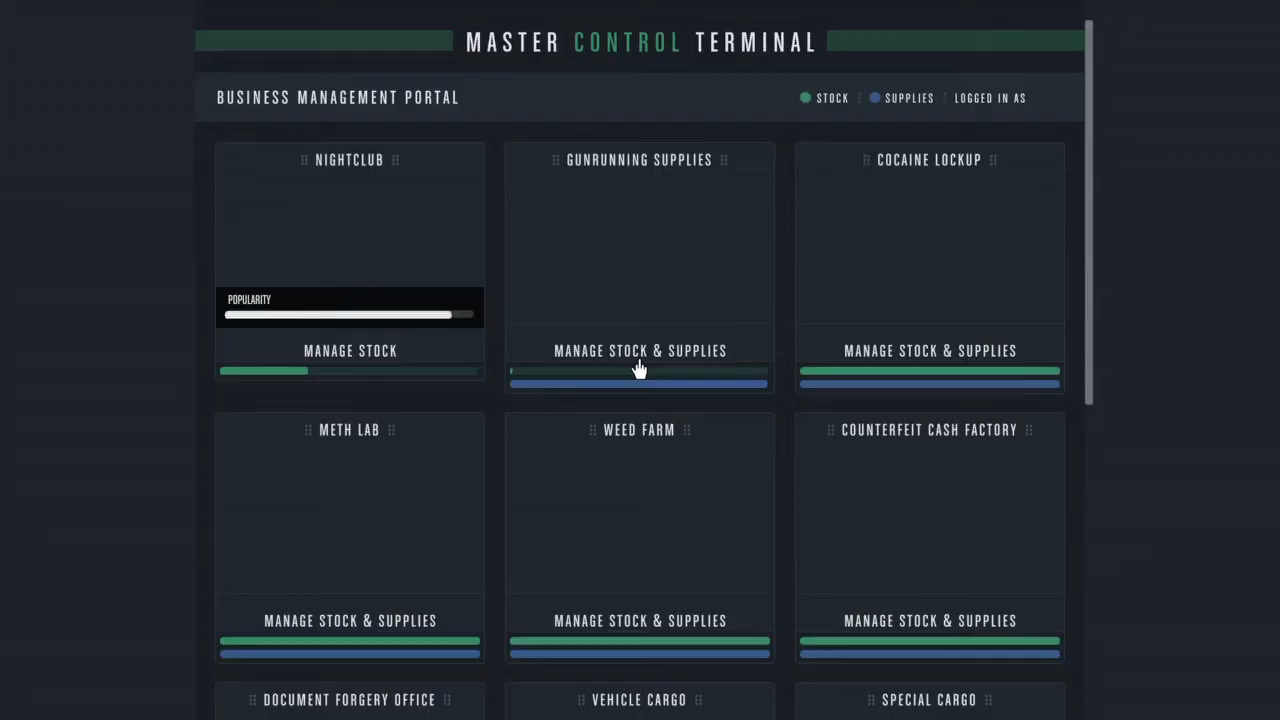 MASTER CONTROL TERMINAL
BUSINESS MANAGEMENT PORTAL
STOCK
SUPPLIES
LOGGED IN AS
NIGHTCLUB
GUNRUNNING SUPPLIES
COCAINE LOCKUP
POPULARITY
MANAGE STOCK
MANAGE STOCK & SUPPLIES
MANAGE STOCK & SUPPLIES
METH LAB
WEED FARM
COUNTERFEIT CASH FACTORY
MANAGE STOCK & SUPPLIES
MANAGE STOCK & SUPPLIES
MANAGE STOCK & SUPPLIES
DOCUMENT FORGERY OFFICE
VEHICLE CARGO
SPECIAL CARGO